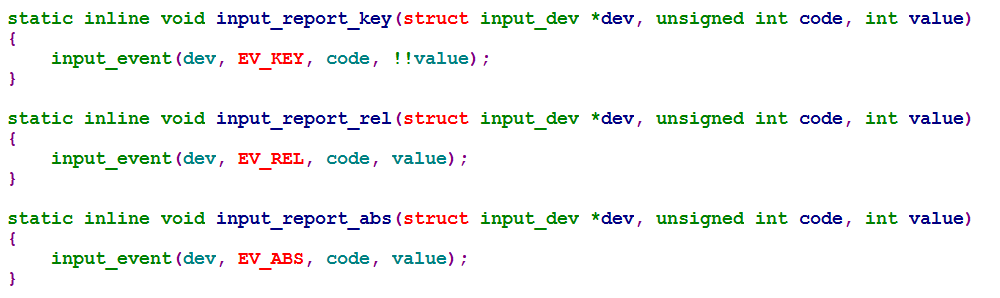 static inline void input_report_key(struct input_dev *dev, unsigned int code, int value)
{
    input_event(dev, EV_KEY, code, !!value);
}

static inline void input_report_rel(struct input_dev *dev, unsigned int code, int value)
{
    input_event(dev, EV_REL, code, value);
}

static inline void input_report_abs(struct input_dev *dev, unsigned int code, int value)
{
    input_event(dev, EV_ABS, code, value);
}